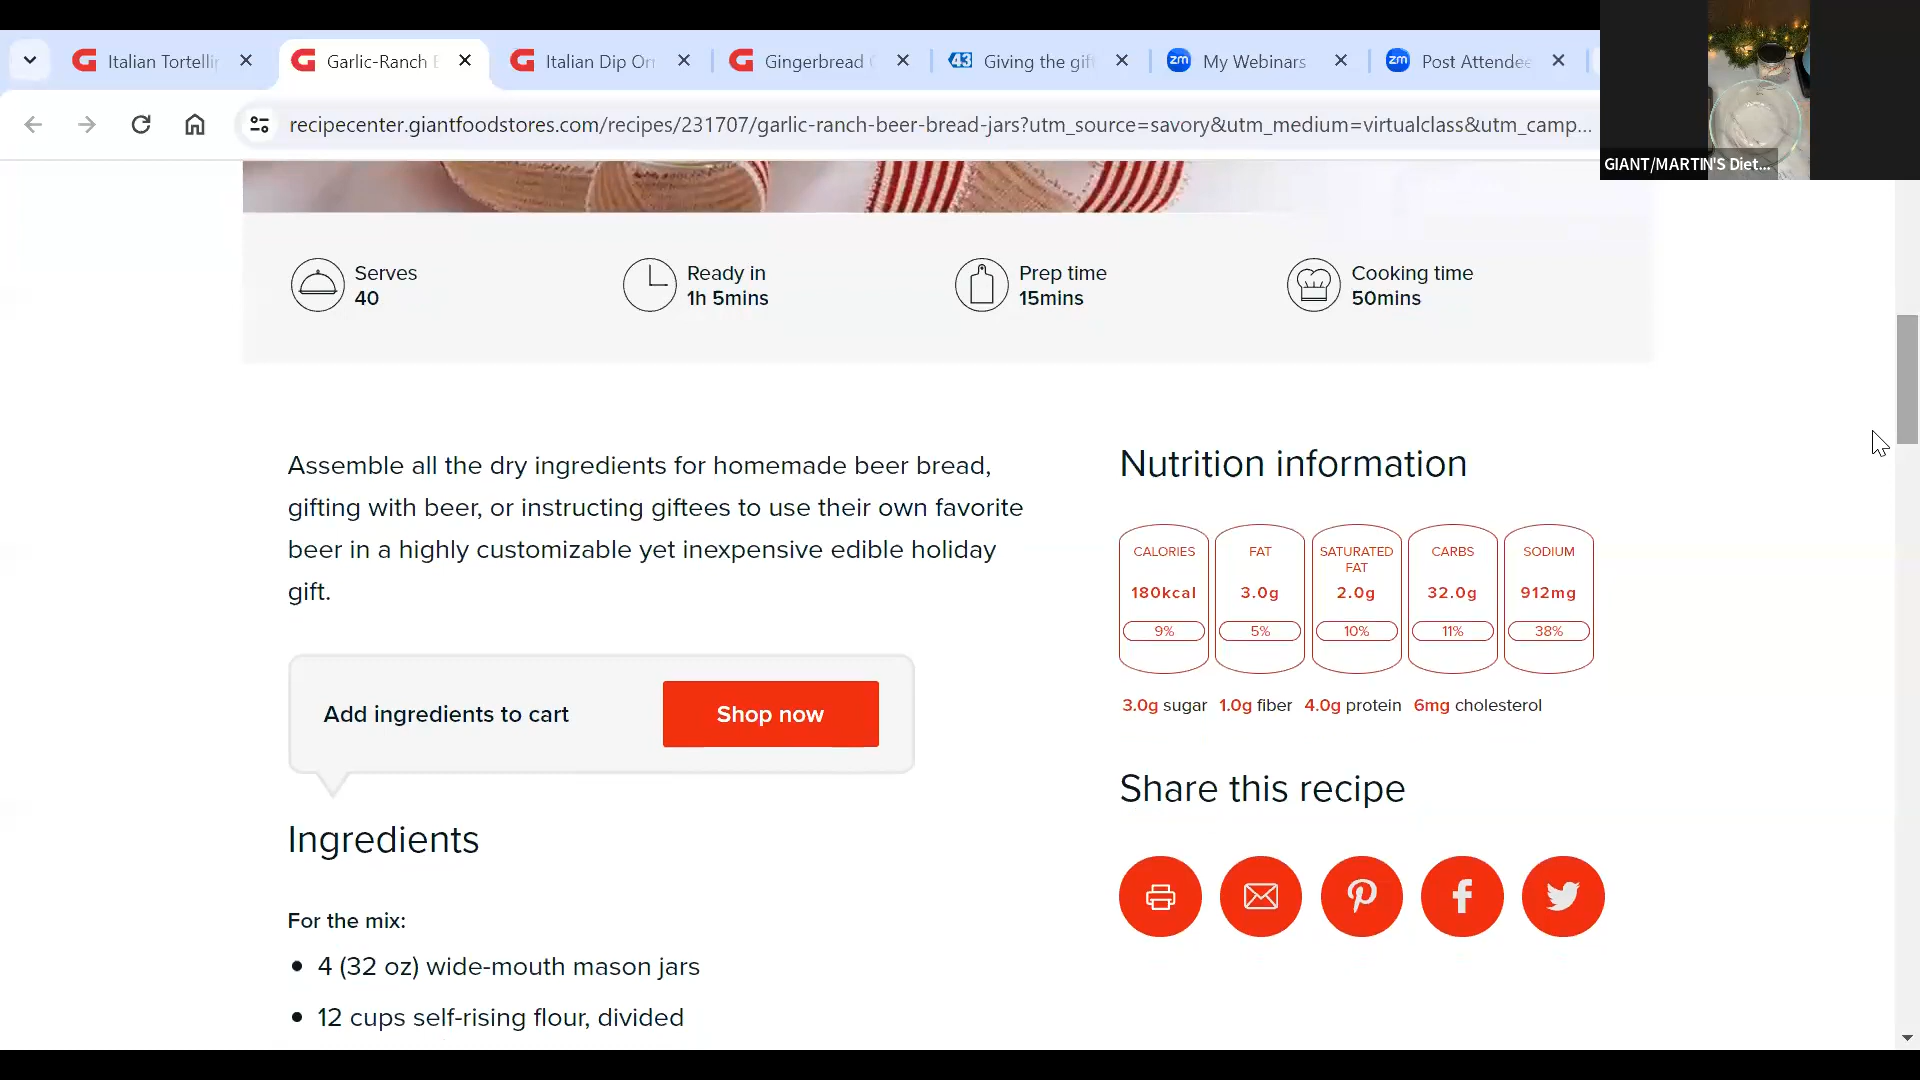 Italian Tortelli
Garlic-Ranch B
Italian Dip Or
Gingerbread
Giving the gif
My Webinars
Post Attendee
recipecenter.giantfoodstores.com/recipes/231707/garlic-ranch-beer-bread-jars?utm_source=savory&utm_medium=virtualclass&utm_camp...
GIANT/MARTIN'S Diet...
Serves
40
Ready in
1h 5mins
Prep time
15mins
Cooking time
50mins
Assemble all the dry ingredients for homemade beer bread,
gifting with beer, or instructing giftees to use their own favorite
beer in a highly customizable yet inexpensive edible holiday
gift.
Add ingredients to cart
Shop now
Ingredients
For the mix:
4 (32 oz) wide-mouth mason jars
12 cups self-rising flour, divided
Nutrition information
CALORIES
180kcal
9%
FAT
3.0g
5%
SATURATED
FAT
2.0g
10%
CARBS
32.0g
11%
SODIUM
912mg
38%
3.0g sugar 1.0g fiber 4.0g protein 6mg cholesterol
Share this recipe